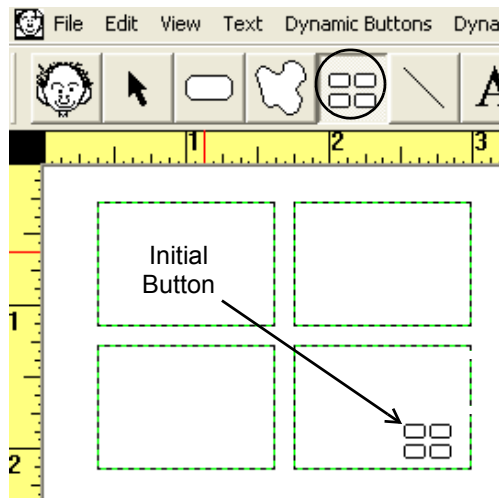 File Edit View Text Dynamic Buttons Dyna
A
1 2 3
Initial
Button
1
2